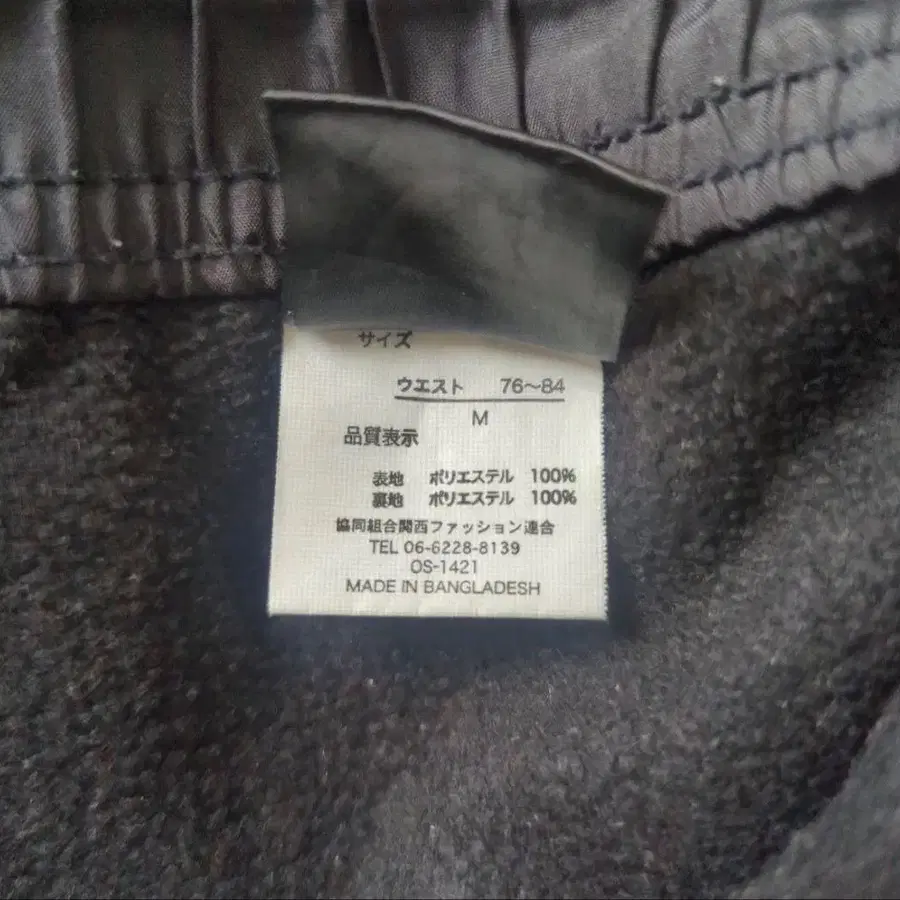 サイズ
ウエスト 76～84
M
品質表示
表地 ポリエステル 100%
裏地 ポリエステル 100%
協同組合関西ファッション連合
TEL 06-6228-8139
OS-1421
MADE IN BANGLADESH